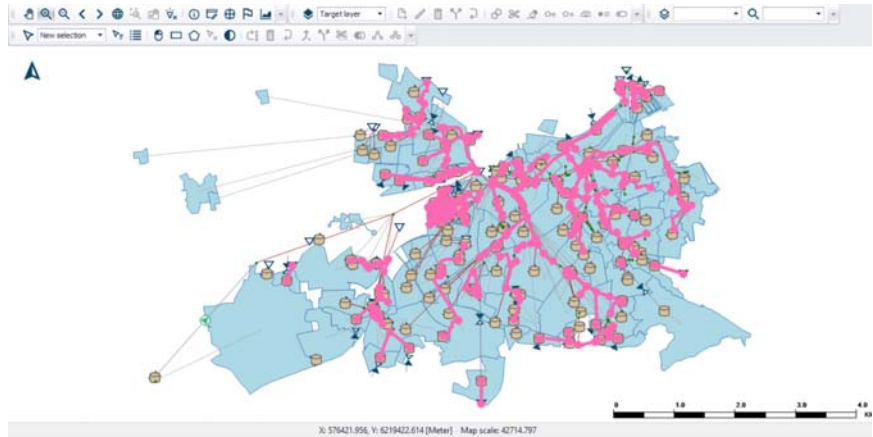 Target layer
New selection
0 1.0 2.0 3.0 4.0
X: 576421.956, Y: 6219422.614 [Meter] Map scale: 42714.797